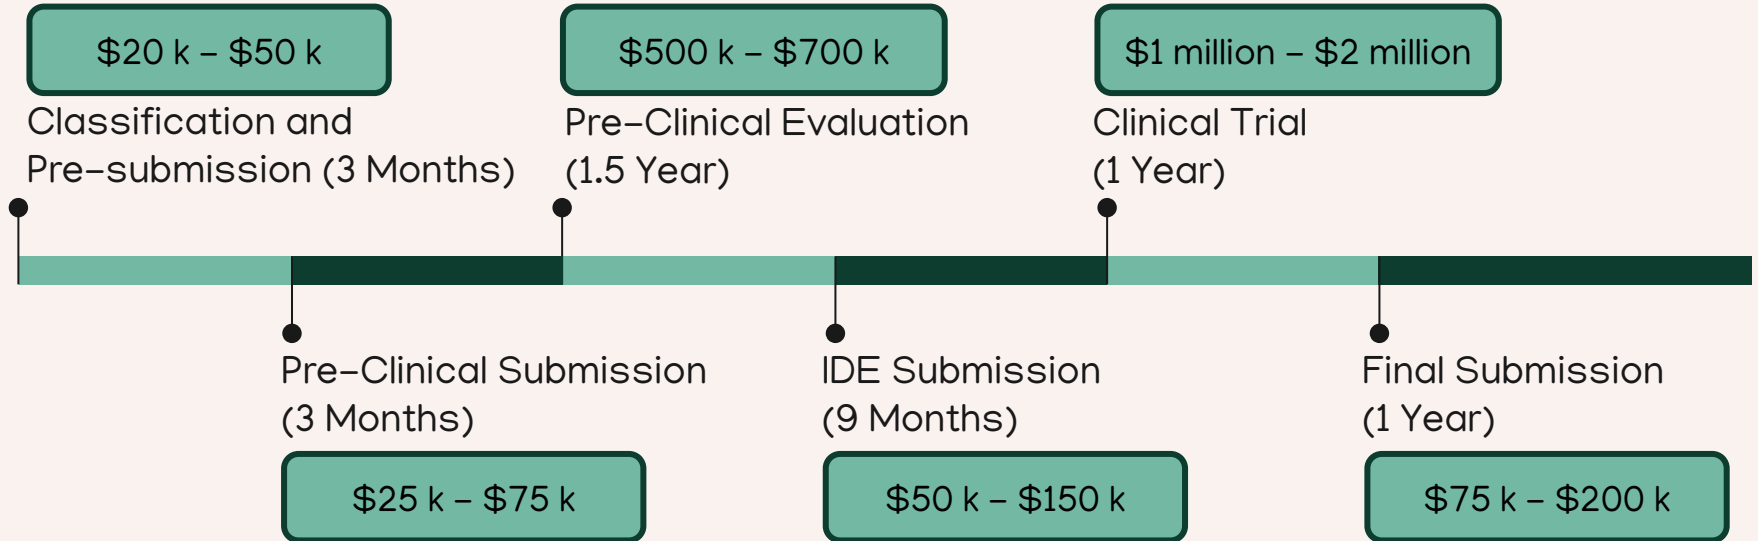 $20 k – $50 k
Classification and
Pre-submission (3 Months)
$500 k – $700 k
Pre-Clinical Evaluation
(1.5 Year)
$1 million – $2 million
Clinical Trial
(1 Year)
Pre-Clinical Submission
(3 Months)
$25 k – $75 k
IDE Submission
(9 Months)
$50 k – $150 k
Final Submission
(1 Year)
$75 k – $200 k